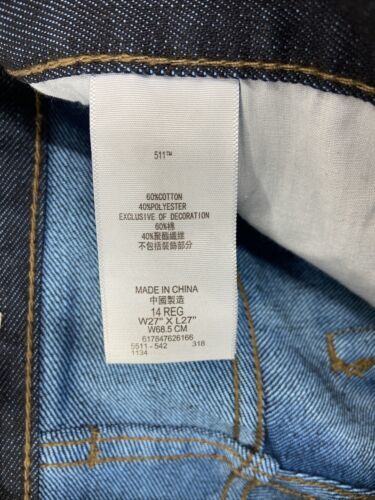 511™
60%COTTON
40%POLYESTER
EXCLUSIVE OF DECORATION
60%綿
40%聚酯纖維
不包括裝飾部分
MADE IN CHINA
中國製造
14 REG
W27" X L27"
W68.5 CM
617847626166
5511-542 318
1134